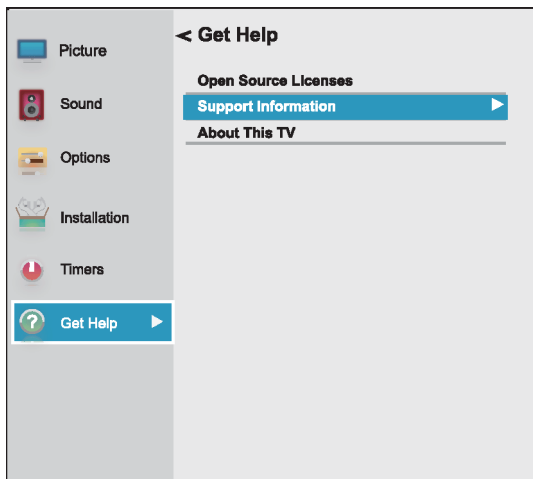 Picture
Sound
Options
Installation
Timers
Get Help
< Get Help
Open Source Licenses
Support Information
About This TV